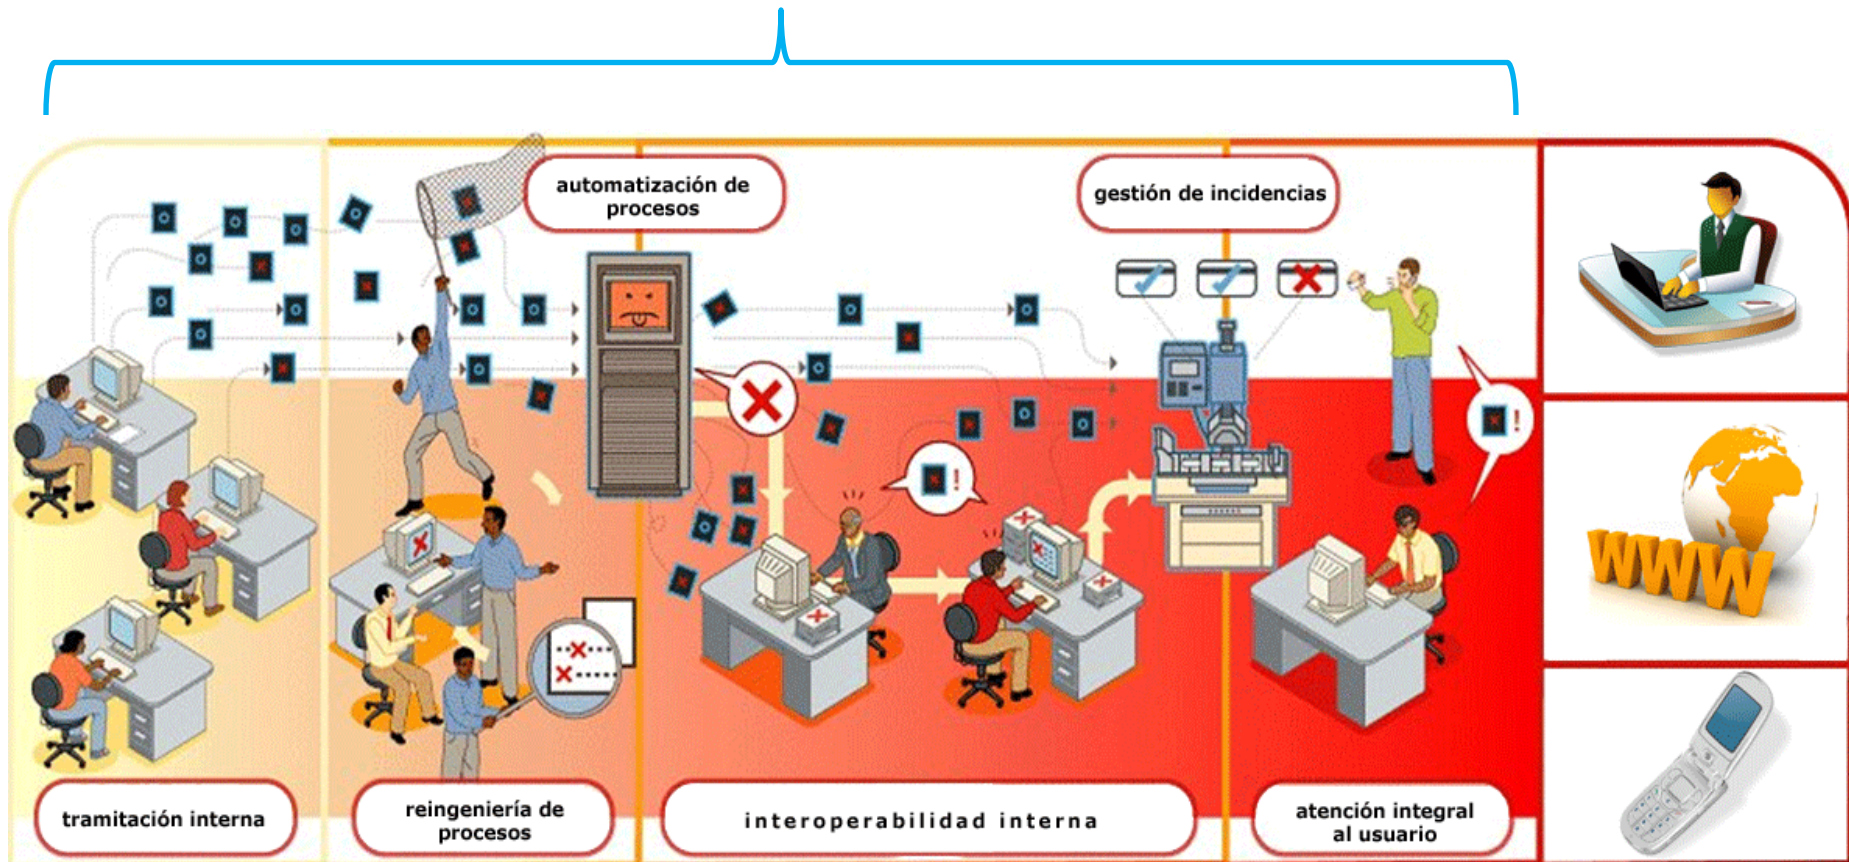 automatización de
procesos
gestión de incidencias
WWW
tramitación interna
reingeniería de
procesos
interoperabilidad interna
atención integral
al usuario